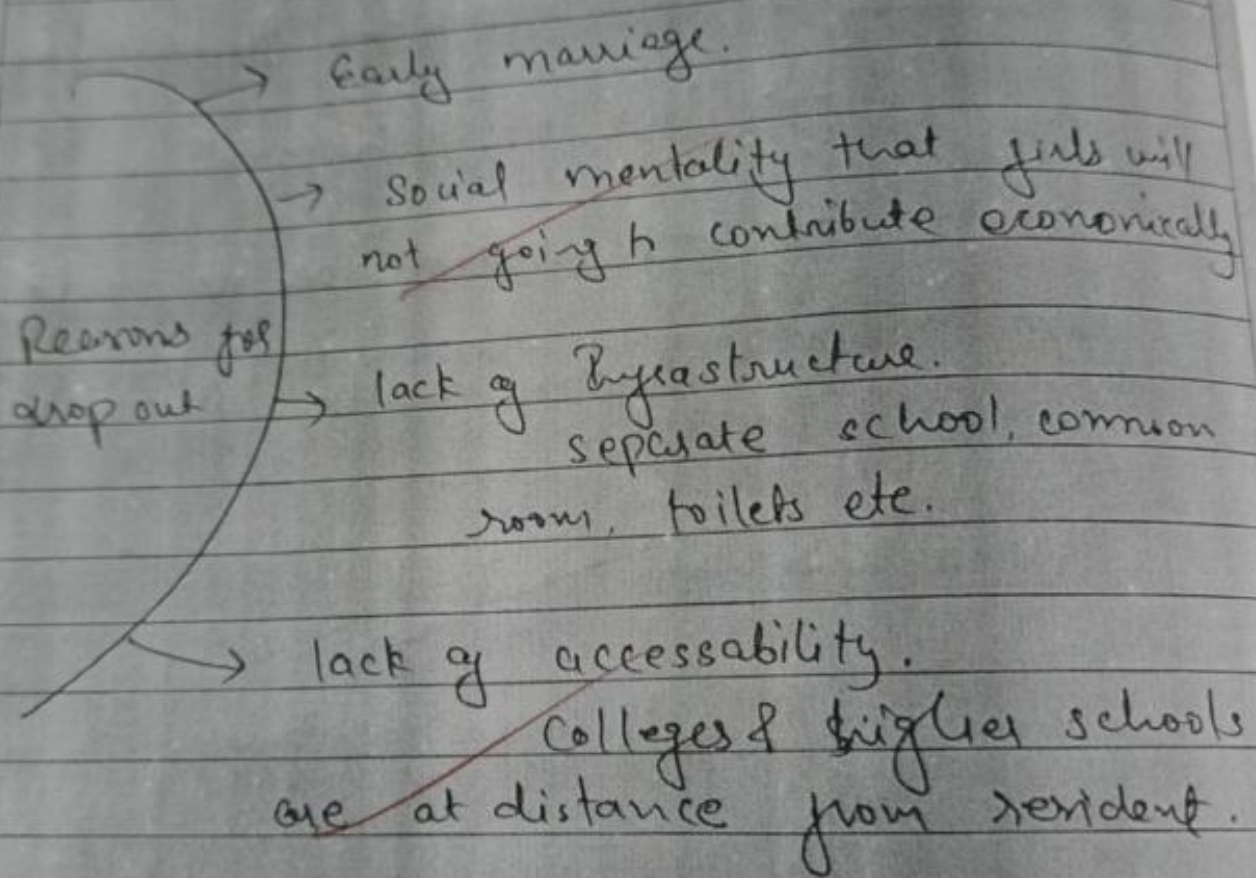 → Early marriage.
→ Social mentality that girls will
not going to contribute economically
Reasons for
drop out
→ lack of Infrastructure.
separate school, common
room, toilets etc.
→ lack of accessability.
Colleges & higher schools
are at distance from resident.